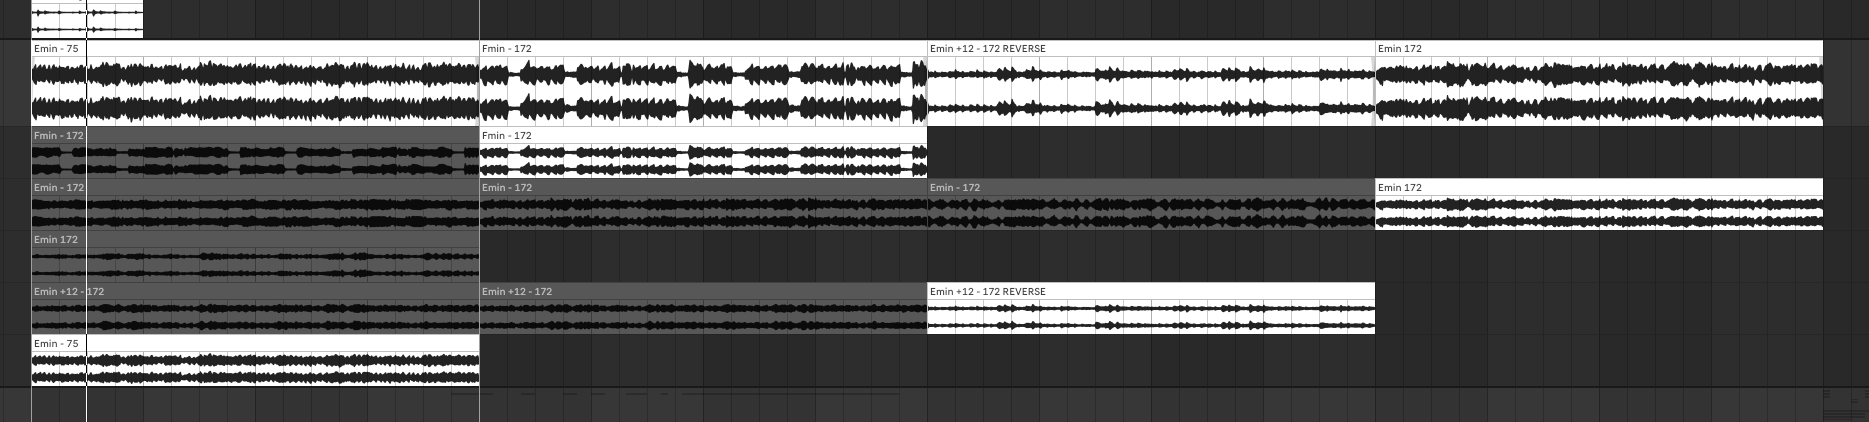 Emin - 75
Fmin - 172
Emin +12 - 172 REVERSE
Emin 172
Fmin - 172
Fmin - 172
Emin - 172
Emin - 172
Emin - 172
Emin 172
Emin 172
Emin +12 - 172
Emin +12 - 172
Emin +12 - 172 REVERSE
Emin - 75